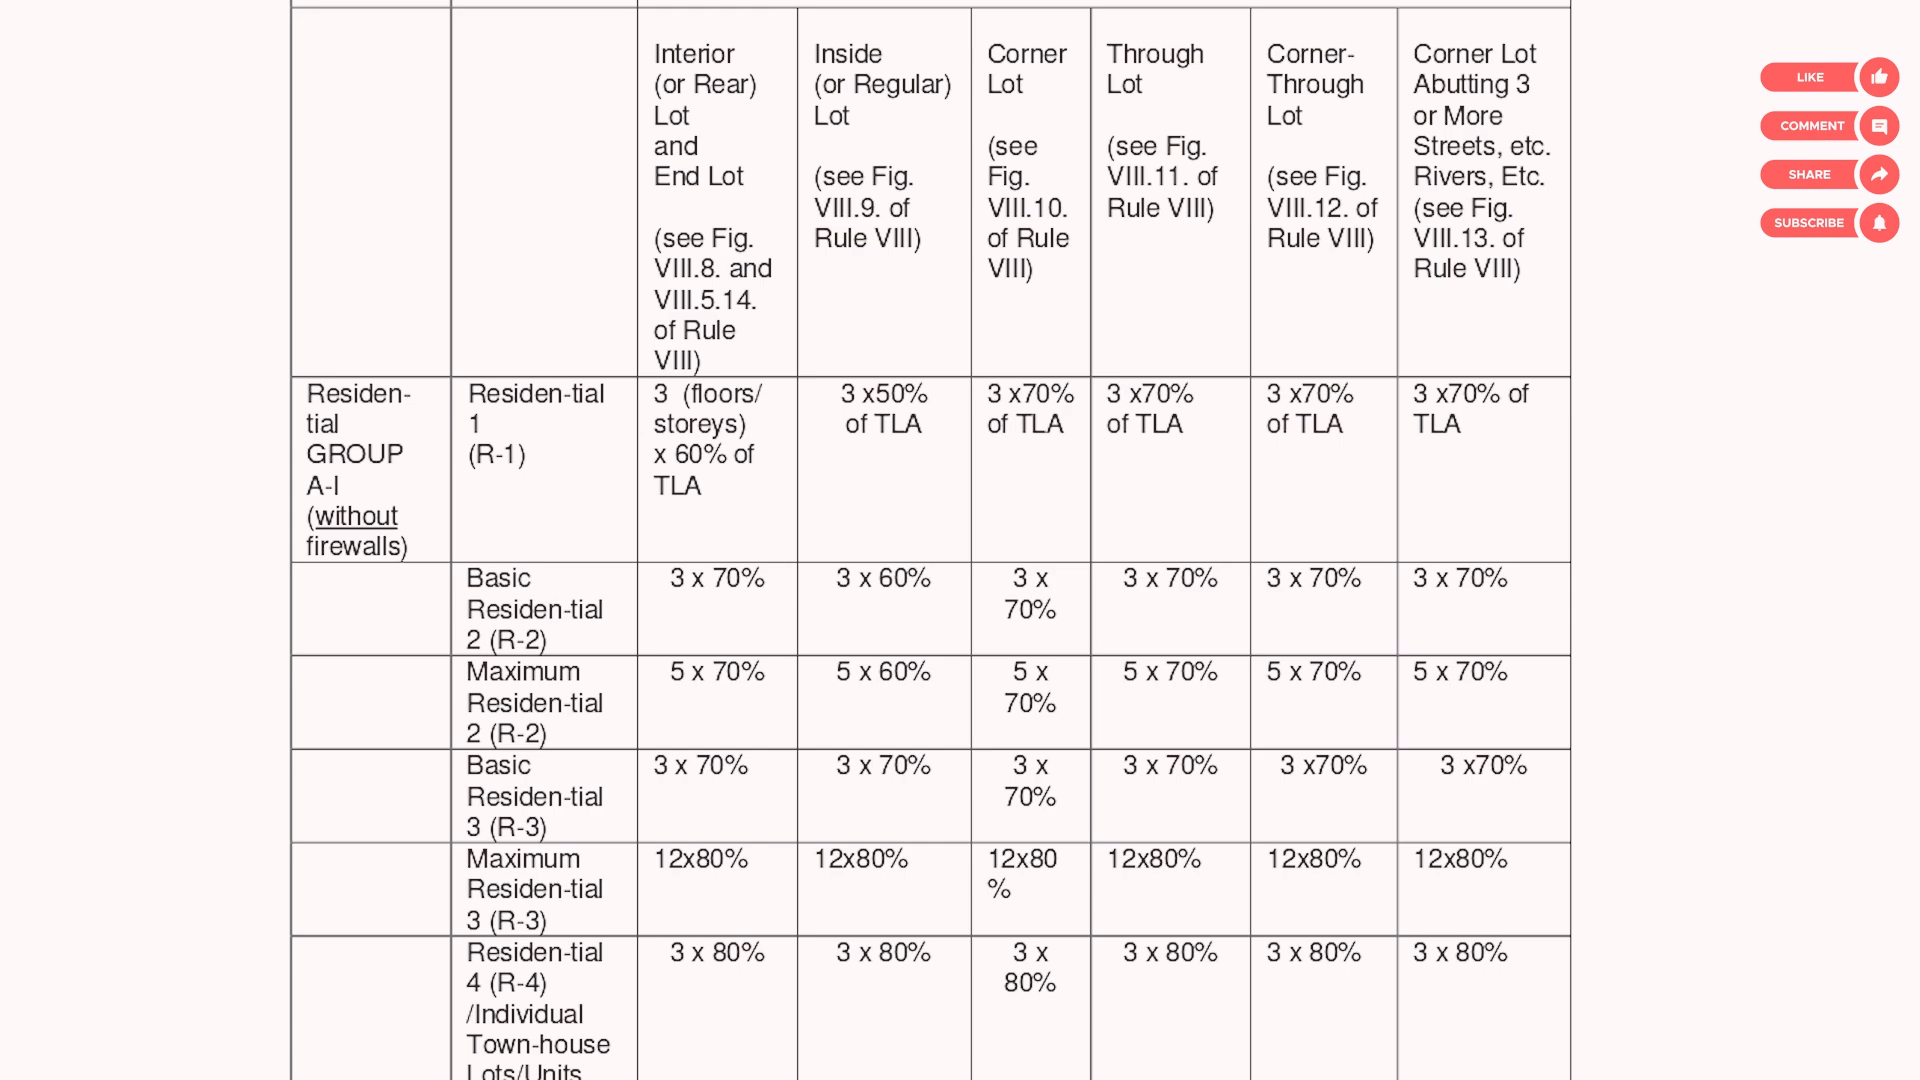 Interior
(or Rear)
Lot
and
End Lot
(see Fig.
VIII.8. and
VIII.5.14.
of Rule
VIII)
Inside
(or Regular)
Lot
(see Fig.
VIII.9. of
Rule VIII)
Corner
Lot
(see
Fig.
VIII.10.
of Rule
VIII)
Through
Lot
(see Fig.
VIII.11. of
Rule VIII)
Corner-
Through
Lot
(see Fig.
VIII.12. of
Rule VIII)
Corner Lot
Abutting 3
or More
Streets, etc.
Rivers, Etc.
(see Fig.
VIII.13. of
Rule VIII)
Residen-
tial
GROUP
A-I
(without
firewalls)
Residen-tial
1
(R-1)
3 (floors/
storeys)
x 60% of
TLA
3 x50%
of TLA
3 x70%
of TLA
3 x70%
of TLA
3 x70%
of TLA
3 x70% of
TLA
Basic
Residen-tial
2 (R-2)
3 x 70%
3 x 60%
3 x
70%
3 x 70%
3 x 70%
3 x 70%
Maximum
Residen-tial
2 (R-2)
5 x 70%
5 x 60%
5 x
70%
5 x 70%
5 x 70%
5 x 70%
Basic
Residen-tial
3 (R-3)
3 x 70%
3 x 70%
3 x
70%
3 x 70%
3 x70%
3 x70%
Maximum
Residen-tial
3 (R-3)
12x80%
12x80%
12x80
%
12x80%
12x80%
12x80%
Residen-tial
4 (R-4)
/Individual
Town-house
Lots/Units
3 x 80%
3 x 80%
3 x
80%
3 x 80%
3 x 80%
3 x 80%
LIKE
COMMENT
SHARE
SUBSCRIBE